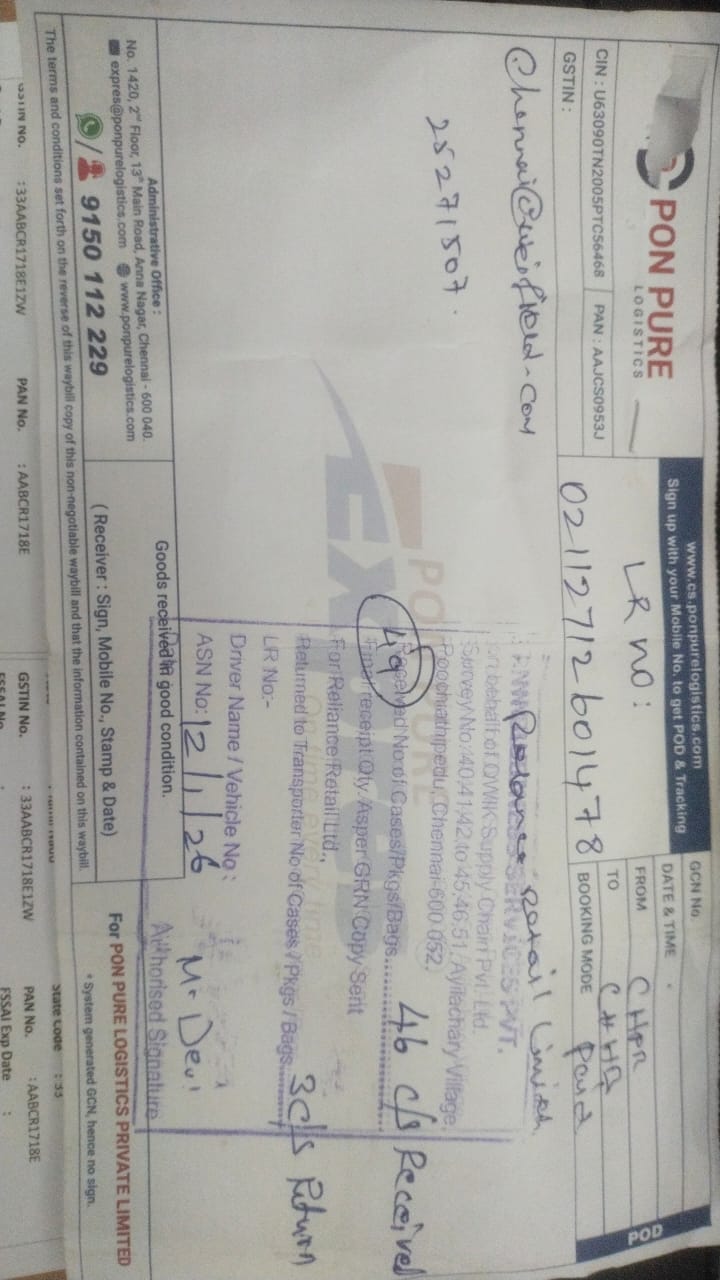 PON PURE
LOGISTICS
CIN : U63090TN2005PTC56468
PAN : AAJCS0953J
GSTIN :
www.cs.ponpurelogistics.com
Sign up with your Mobile No. to get POD & Tracking
LR no:
02112712601478
GCN No.
DATE & TIME
FROM
TO
BOOKING MODE Paid
POD
25271507.
Reliance Retail Limited
on behalf of QWIK Supply Chain Pvt. Ltd.
Survey No:40,41,42 to 45,46,51, Ayilachary Village,
Chennai-600 052.
49
Received No.of Cases/Pkgs/Bags 46 c/s Received
Final receipt Qty. As per GRN Copy Sent
For Reliance Retail Ltd.,
Returned to Transporter No of Cases / Pkgs / Bags 3 c/s Return
LR No:-
Driver Name / Vehicle No :
ASN No:
12/1/26
Authorised Signature
PON PURE
EXPRESS
On time every time
Administrative Office :
No. 1420, 2nd Floor, 13th Main Road, Anna Nagar, Chennai - 600 040.
expres@ponpurelogistics.com www.ponpurelogistics.com
9150 112 229
Goods received in good condition.
( Receiver : Sign, Mobile No., Stamp & Date)
For PON PURE LOGISTICS PRIVATE LIMITED
* System generated GCN, hence no sign.
The terms and conditions set forth on the reverse of this waybill copy of this non-negotiable waybill and that the information contained on this waybill.
State Code : 33
GSTIN No. : 33AABCR1718E1ZW PAN No. : AABCR1718E
GSTIN No. : 33AABCR1718E1ZW PAN No. : AABCR1718E
FSSAI Exp Date :